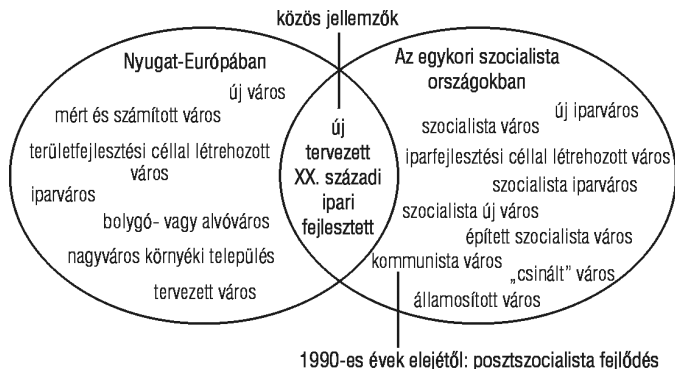 közös jellemzők
Nyugat-Európában
új város
mért és számított város
területfejlesztési céllal létrehozott
város
iparváros
bolygó- vagy alvóváros
nagyváros környéki település
tervezett város
új
tervezett
XX. századi
ipari
fejlesztett
Az egykori szocialista
országokban
új iparváros
szocialista város
iparfejlesztési céllal létrehozott város
szocialista iparváros
szocialista új város
épített szocialista város
kommunista város
„csinált” város
államosított város
1990-es évek elejétől: posztszocialista fejlődés